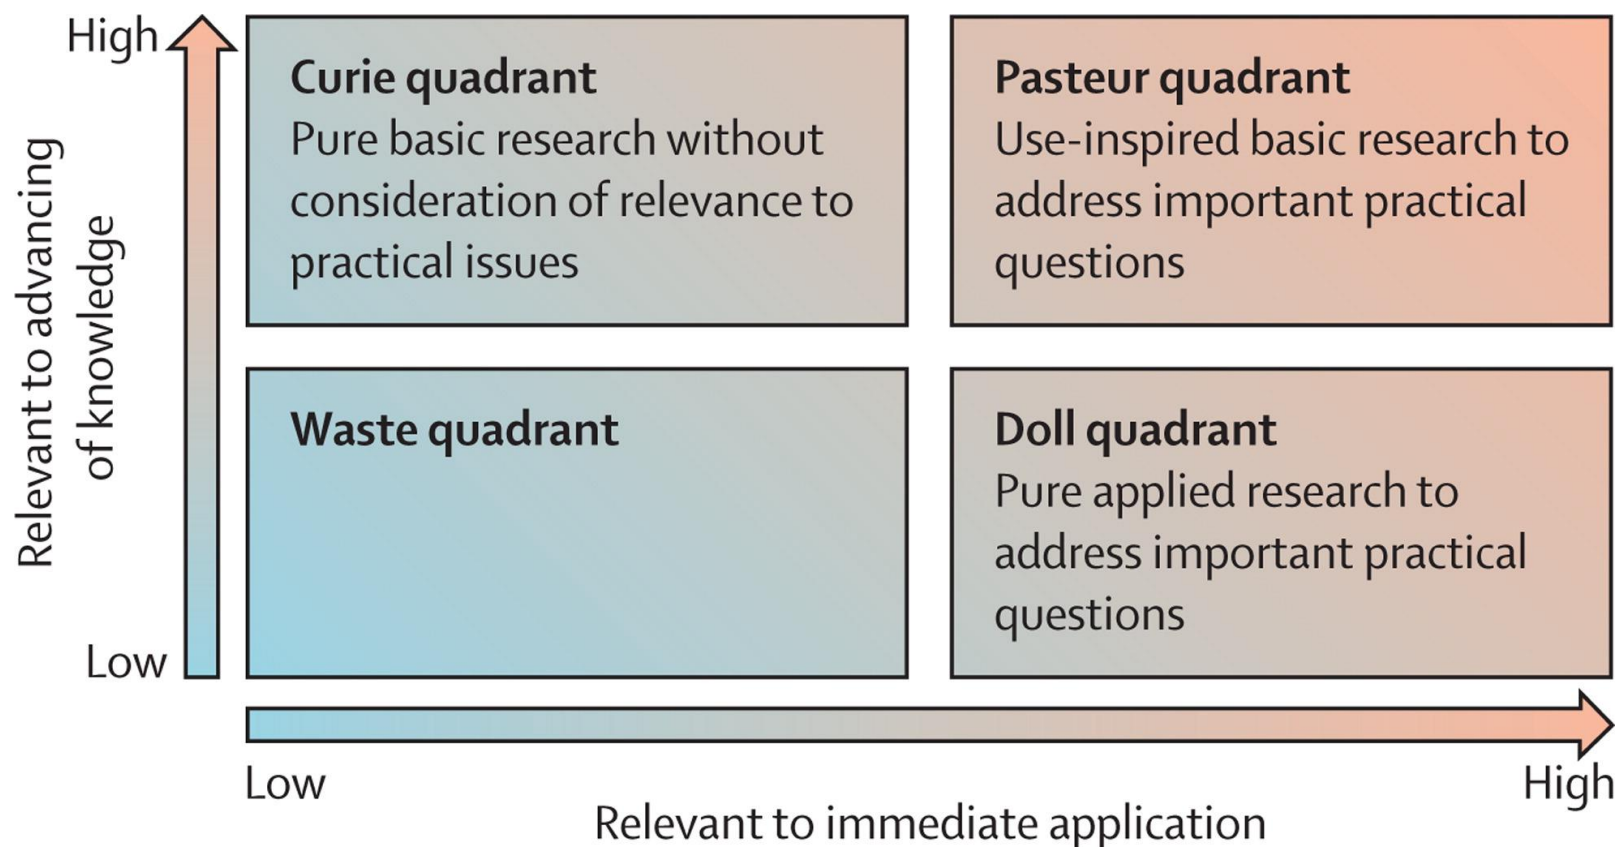 High
Relevant to advancing
of knowledge
Low
Curie quadrant
Pure basic research without
consideration of relevance to
practical issues
Pasteur quadrant
Use-inspired basic research to
address important practical
questions
Waste quadrant
Doll quadrant
Pure applied research to
address important practical
questions
Low
High
Relevant to immediate application